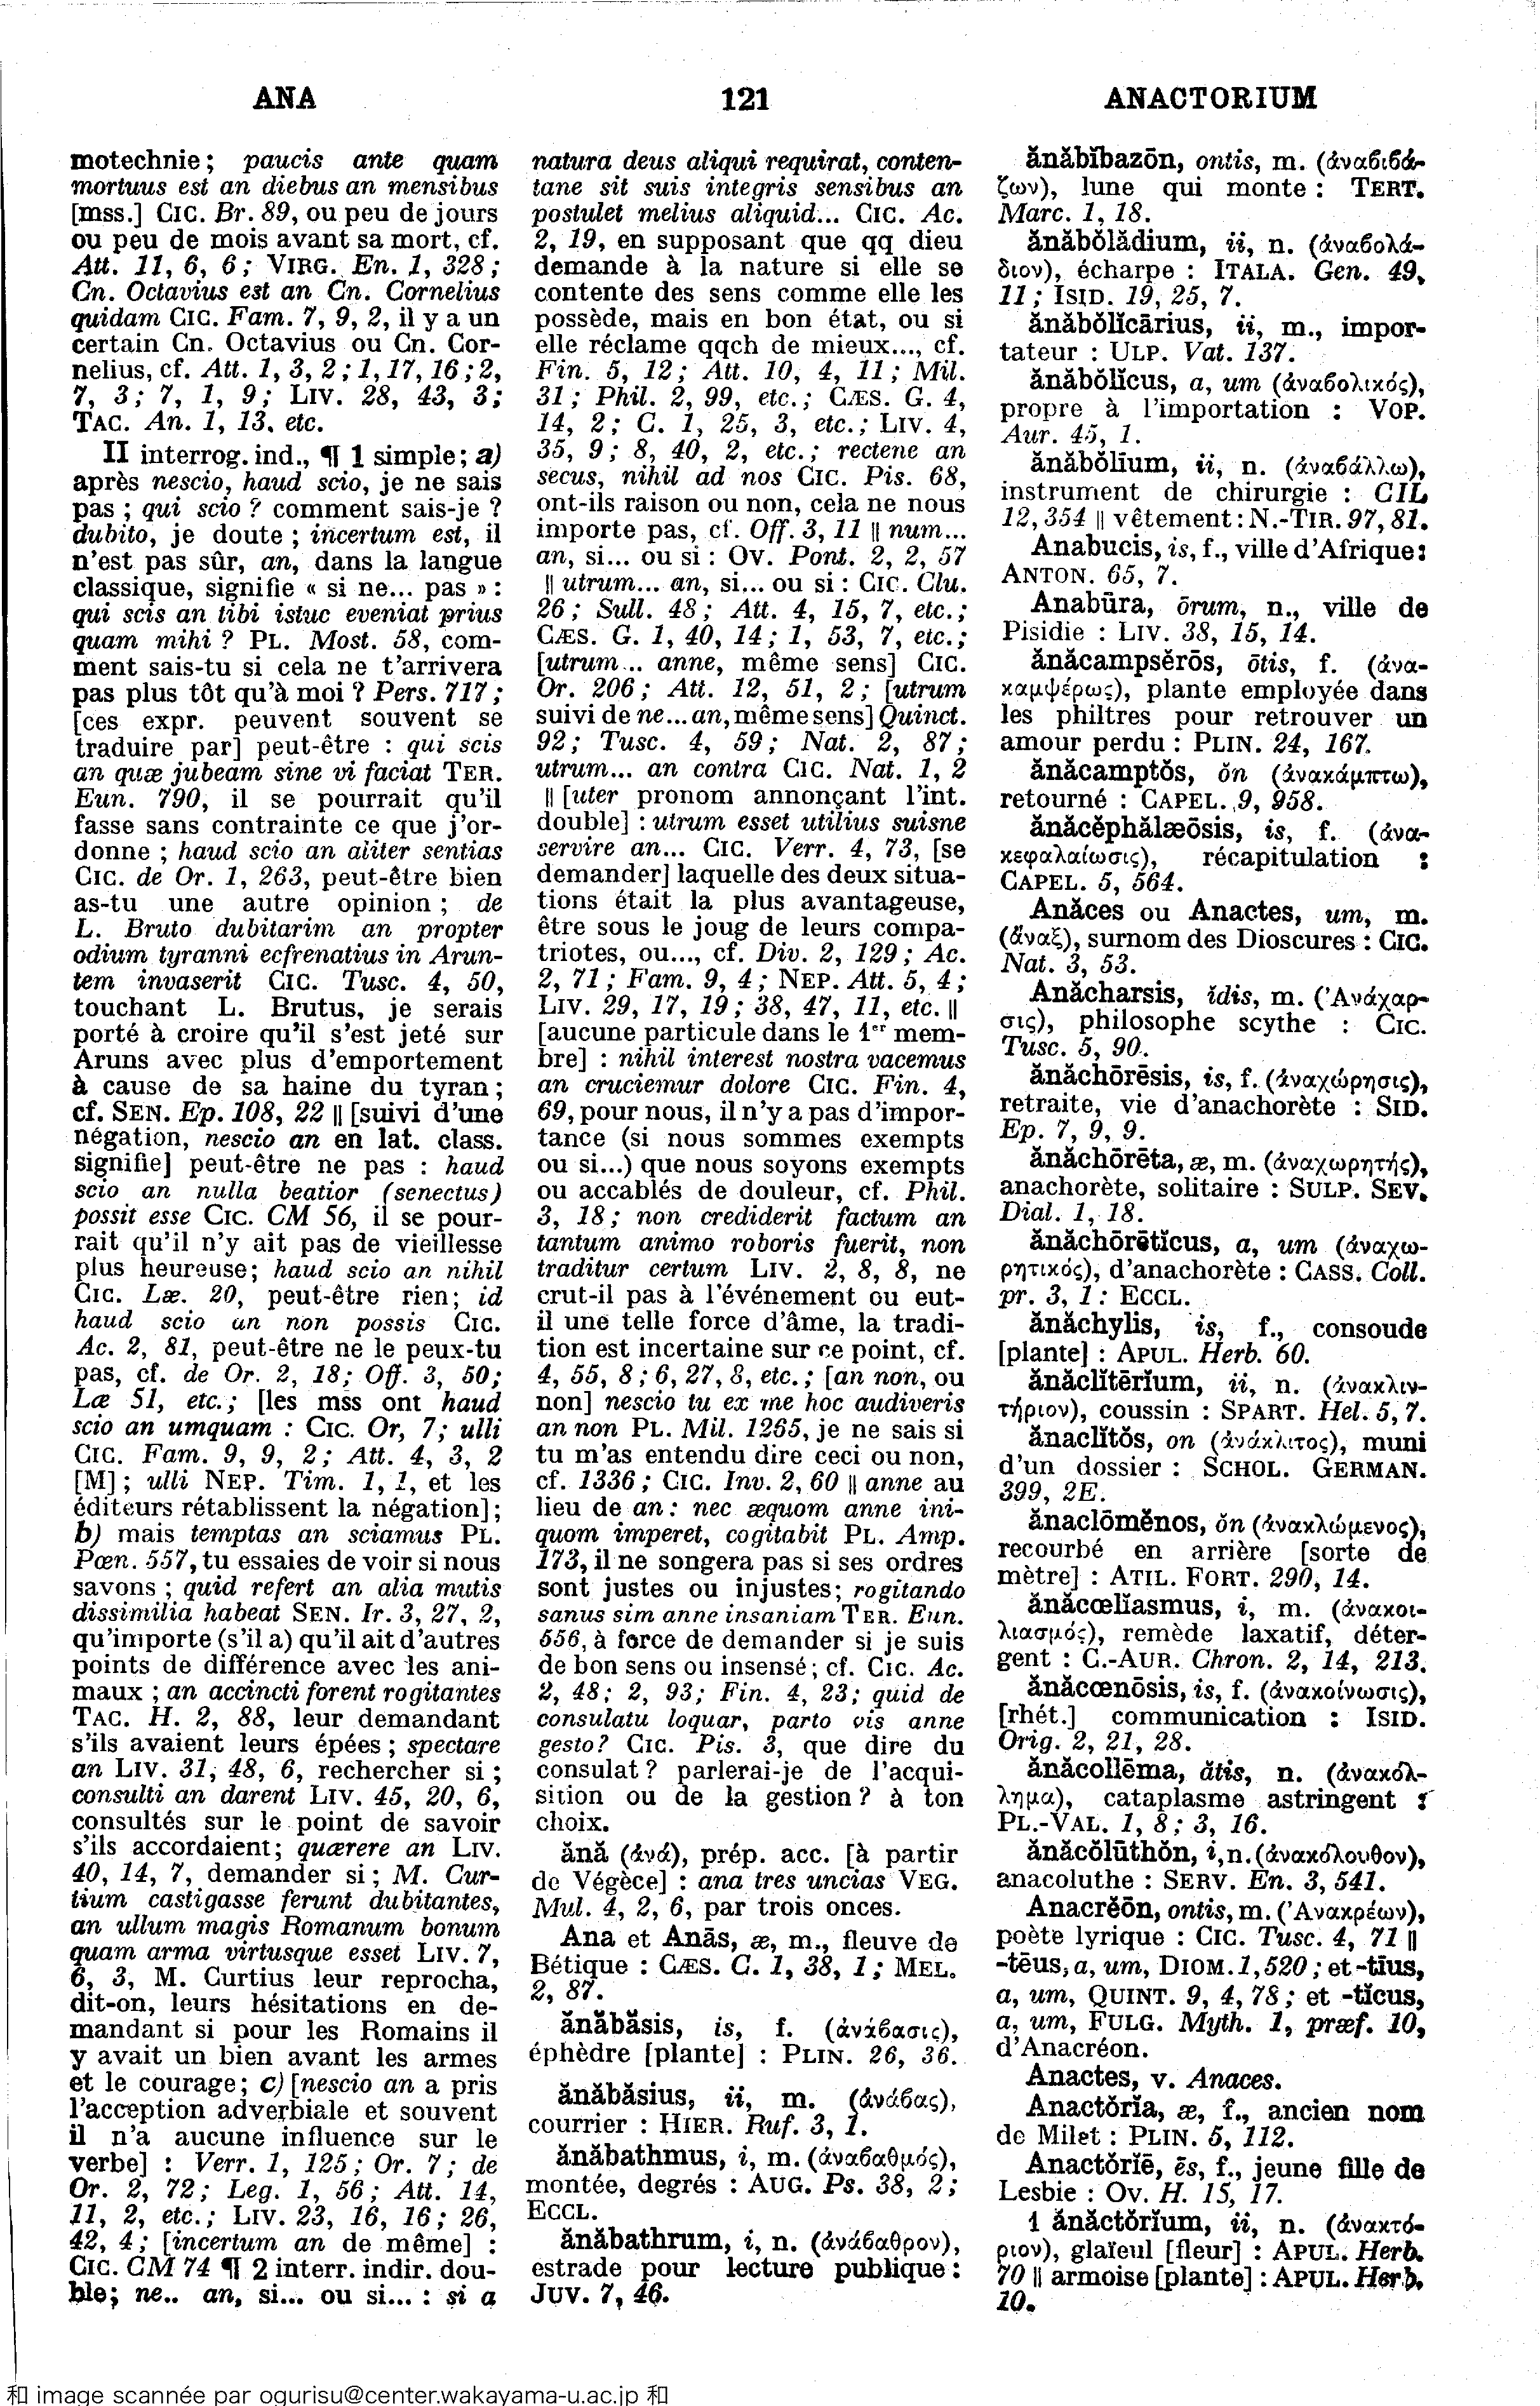 ANA
121
ANACTORIUM
motechnie; paucis ante quam
mortuus est an diebus an mensibus
[mss.] CIC. Br. 89, ou peu de jours
ou peu de mois avant sa mort, cf.
Att. 11, 6, 6; VIRG. En. 1, 328;
Cn. Octavius est an Cn. Cornelius
quidam CIC. Fam. 7, 9, 2, il y a un
certain Cn. Octavius ou Cn. Cor-
nelius, cf. Att. 1, 3, 2; 1, 17, 16; 2,
7, 3; 7, 1, 9; LIV. 28, 43, 3;
TAC. An. 1, 13, etc.
II interrog. ind., ¶ 1 simple; a)
après nescio, haud scio, je ne sais
pas ; qui scio ? comment sais-je ?
dubito, je doute ; incertum est, il
n'est pas sûr, an, dans la langue
classique, signifie « si ne... pas » :
qui scis an tibi istuc eveniat prius
quam mihi ? PL. Most. 58, com-
ment sais-tu si cela ne t'arrivera
pas plus tôt qu'à moi ? Pers. 717 ;
[ces expr. peuvent souvent se
traduire par] peut-être : qui scis
an quæ jubeam sine vi faciat TER.
Eun. 790, il se pourrait qu'il
fasse sans contrainte ce que j'or-
donne ; haud scio an aliter sentias
CIC. de Or. 1, 263, peut-être bien
as-tu une autre opinion ; de
L. Bruto dubitarim an propter
odium tyranni ecfrenatius in Arun-
tem invaserit CIC. Tusc. 4, 50,
touchant L. Brutus, je serais
porté à croire qu'il s'est jeté sur
Aruns avec plus d'emportement
à cause de sa haine du tyran ;
cf. SEN. Ep. 108, 22 || [suivi d'une
négation, nescio an en lat. class.
signifie] peut-être ne pas : haud
scio an nulla beatior (senectus)
possit esse CIC. CM 56, il se pour-
rait qu'il n'y ait pas de vieillesse
plus heureuse; haud scio an nihil
CIC. Læ. 20, peut-être rien; id
haud scio an non possis CIC.
Ac. 2, 81, peut-être ne le peux-tu
pas, cf. de Or. 2, 18; Off. 3, 50;
Læ 51, etc.; [les mss ont haud
scio an umquam : CIC. Or, 7; ulli
CIC. Fam. 9, 9, 2; Att. 4, 3, 2
[M]; ulli NEP. Tim. 1, 1, et les
éditeurs rétablissent la négation];
b) mais temptas an sciamus PL.
Pœn. 557, tu essaies de voir si nous
savons ; quid refert an alia mutis
dissimilia habeat SEN. Ir. 3, 27, 2,
qu'importe (s'il a) qu'il ait d'autres
points de différence avec les ani-
maux ; an accincti forent rogitantes
TAC. H. 2, 88, leur demandant
s'ils avaient leurs épées ; spectare
an LIV. 31, 48, 6, rechercher si ;
consulti an darent LIV. 45, 20, 6,
consultés sur le point de savoir
s'ils accordaient; quærere an LIV.
40, 14, 7, demander si ; M. Cur-
tium castigasse ferunt dubitantes,
an ullum magis Romanum bonum
quam arma virtusque esset LIV. 7,
6, 3, M. Curtius leur reprocha,
dit-on, leurs hésitations en de-
mandant si pour les Romains il
y avait un bien avant les armes
et le courage; c) [nescio an a pris
l'acception adverbiale et souvent
il n'a aucune influence sur le
verbe] : Verr. 1, 125; Or. 7; de
Or. 2, 72; Leg. 1, 56; Att. 14,
11, 2, etc.; LIV. 23, 16, 16; 26,
42, 4; [incertum an de même] :
CIC. CM 74 ¶ 2 interr. indir. dou-
ble; ne.. an, si... ou si... : si a
natura deus aliqui requirat, conten-
tane sit suis integris sensibus an
postulet melius aliquid... CIC. Ac.
2, 19, en supposant que qq dieu
demande à la nature si elle se
contente des sens comme elle les
possède, mais en bon état, ou si
elle réclame qqch de mieux..., cf.
Fin. 5, 12; Att. 10, 4, 11; Mil.
31; Phil. 2, 99, etc.; CÆS. G. 4,
14, 2; C. 1, 25, 3, etc.; LIV. 4,
35, 9; 8, 40, 2, etc.; rectene an
secus, nihil ad nos CIC. Pis. 68,
ont-ils raison ou non, cela ne nous
importe pas, cf. Off. 3, 11 || num...
an, si... ou si : OV. Pont. 2, 2, 57
|| utrum... an, si... ou si : CIC. Clu.
26; Sull. 48; Att. 4, 15, 7, etc.;
CÆS. G. 1, 40, 14; 1, 53, 7, etc.;
[utrum... anne, même sens] CIC.
Or. 206; Att. 12, 51, 2; [utrum
suivi de ne... an, même sens] Quinct.
92; Tusc. 4, 59; Nat. 2, 87;
utrum... an contra CIC. Nat. 1, 2
|| [uter pronom annonçant l'int.
double] : utrum esset utilius suisne
servire an... CIC. Verr. 4, 73, [se
demander] laquelle des deux situa-
tions était la plus avantageuse,
être sous le joug de leurs compa-
triotes, ou..., cf. Div. 2, 129; Ac.
2, 71; Fam. 9, 4; NEP. Att. 5, 4;
LIV. 29, 17, 19; 38, 47, 11, etc. ||
[aucune particule dans le 1er mem-
bre] : nihil interest nostra vacemus
an cruciemur dolore CIC. Fin. 4,
69, pour nous, il n'y a pas d'impor-
tance (si nous sommes exempts
ou si...) que nous soyons exempts
ou accablés de douleur, cf. Phil.
3, 18; non crediderit factum an
tantum animo roboris fuerit, non
traditur certum LIV. 2, 8, 8, ne
crut-il pas à l'événement ou eut-
il une telle force d'âme, la tradi-
tion est incertaine sur ce point, cf.
4, 55, 8; 6, 27, 8, etc.; [an non, ou
non] nescio tu ex me hoc audiveris
an non PL. Mil. 1265, je ne sais si
tu m'as entendu dire ceci ou non,
cf. 1336; CIC. Inv. 2, 60 || anne au
lieu de an : nec æquom anne ini-
quom imperet, cogitabit PL. Amp.
173, il ne songera pas si ses ordres
sont justes ou injustes; rogitando
sanus sim anne insaniam TER. Eun.
556, à force de demander si je suis
de bon sens ou insensé; cf. CIC. Ac.
2, 48; 2, 93; Fin. 4, 23; quid de
consulatu loquar, parto vis anne
gesto? CIC. Pis. 3, que dire du
consulat ? parlerai-je de l'acqui-
sition ou de la gestion ? à ton
choix.
ănă (ἀνά), prép. acc. [à partir
de Végèce] : ana tres uncias VEG.
Mul. 4, 2, 6, par trois onces.
Ana et Anās, æ, m., fleuve de
Bétique : CÆS. C. 1, 38, 1; MEL.
2, 87.
ănăbăsis, is, f. (ἀνάϐασις),
éphèdre [plante] : PLIN. 26, 36.
ănăbăsius, ii, m. (ἀνάϐας),
courrier : HIER. Ruf. 3, 1.
ănăbathmus, i, m. (ἀναϐαθμός),
montée, degrés : AUG. Ps. 38, 2;
ECCL.
ănăbathrum, i, n. (ἀνάϐαθρον),
estrade pour lecture publique :
JUV. 7, 46.
ănăbĭbazōn, ontis, m. (ἀναϐιϐά-
ζων), lune qui monte : TERT.
Marc. 1, 18.
ănăbŏlădium, ii, n. (ἀναϐολά-
διον), écharpe : ITALA. Gen. 49,
11; ISID. 19, 25, 7.
ănăbŏlĭcārius, ii, m., impor-
tateur : ULP. Vat. 137.
ănăbŏlĭcus, a, um (ἀναϐολικός),
propre à l'importation : VOP.
Aur. 45, 1.
ănăbŏlĭum, ii, n. (ἀναϐάλλω),
instrument de chirurgie : CIL
12, 354 || vêtement : N.-TIR. 97, 81.
Anabucis, is, f., ville d'Afrique :
ANTON. 65, 7.
Anabūra, ōrum, n., ville de
Pisidie : LIV. 38, 15, 14.
ănăcampsĕrōs, ōtis, f. (ἀνα-
καμψέρως), plante employée dans
les philtres pour retrouver un
amour perdu : PLIN. 24, 167.
ănăcamptŏs, ŏn (ἀνακάμπτω),
retourné : CAPEL. 9, 958.
ănăcĕphălæōsis, is, f. (ἀνα-
κεφαλαίωσις), récapitulation :
CAPEL. 5, 564.
Anăces ou Anactes, um, m.
(ἄναξ), surnom des Dioscures : CIC.
Nat. 3, 53.
Anăcharsis, ĭdis, m. (Ἀνάχαρ-
σις), philosophe scythe : CIC.
Tusc. 5, 90.
ănăchōrēsis, is, f. (ἀναχώρησις),
retraite, vie d'anachorète : SID.
Ep. 7, 9, 9.
ănăchōrēta, æ, m. (ἀναχωρητής),
anachorète, solitaire : SULP. SEV.
Dial. 1, 18.
ănăchōrētĭcus, a, um (ἀναχω-
ρητικός), d'anachorète : CASS. Coll.
pr. 3, 1 : ECCL.
ănăchylis, is, f., consoude
[plante] : APUL. Herb. 60.
ănăclĭtērĭum, ii, n. (ἀνακλιν-
τήριον), coussin : SPART. Hel. 5, 7.
ănaclĭtŏs, on (ἀνάκλιτος), muni
d'un dossier : SCHOL. GERMAN.
399, 2E.
ănaclōmĕnos, ŏn (ἀνακλώμενος),
recourbé en arrière [sorte de
mètre] : ATIL. FORT. 290, 14.
ănăcœlĭasmus, i, m. (ἀνακοι-
λιασμός), remède laxatif, déter-
gent : C.-AUR. Chron. 2, 14, 213.
ănăcœnōsis, is, f. (ἀνακοίνωσις),
[rhét.] communication : ISID.
Orig. 2, 21, 28.
ănăcollēma, ătis, n. (ἀνακόλ-
λημα), cataplasme astringent :
PL.-VAL. 1, 8; 3, 16.
ănăcŏlūthŏn, i, n. (ἀνακόλουθον),
anacoluthe : SERV. En. 3, 541.
Anacrĕōn, ontis, m. (Ἀνακρέων),
poète lyrique : CIC. Tusc. 4, 71 ||
-tēus, a, um, DIOM. 1, 520; et -tīus,
a, um, QUINT. 9, 4, 78; et -tĭcus,
a, um, FULG. Myth. 1, præf. 10,
d'Anacréon.
Anactes, v. Anaces.
Anactŏrĭa, æ, f., ancien nom
de Milet : PLIN. 5, 112.
Anactŏrĭē, ēs, f., jeune fille de
Lesbie : OV. H. 15, 17.
1 ănăctŏrĭum, ii, n. (ἀνακτό-
ριον), glaïeul [fleur] : APUL. Herb.
70 || armoise [plante] : APUL. Herb.
10.
和 image scannée par ogurisu@center.wakayama-u.ac.jp 和